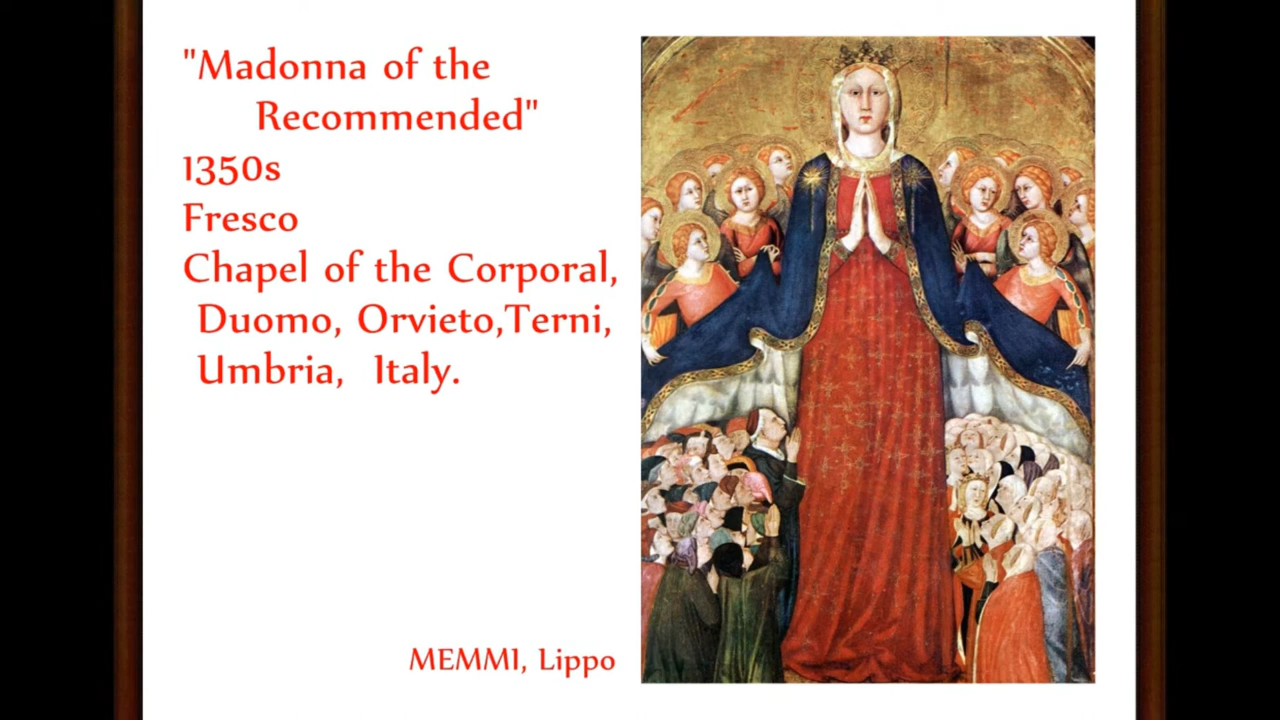 "Madonna of the
Recommended"
1350s
Fresco
Chapel of the Corporal,
Duomo, Orvieto,Terni,
Umbria, Italy.
MEMMI, Lippo